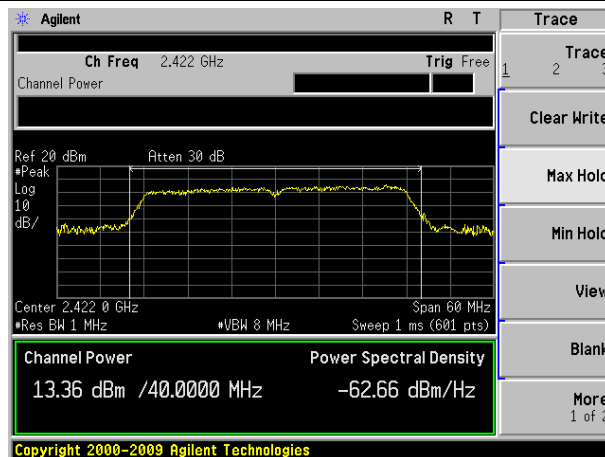 Agilent R T Trace
Ch Freq 2.422 GHz Trig Free
Channel Power
Trace
1 2 3
Clear Write
Max Hold
Min Hold
View
Blank
More
1 of 2
Ref 20 dBm Atten 30 dB
#Peak
Log
10
dB/
Center 2.422 0 GHz Span 60 MHz
#Res BW 1 MHz #VBW 8 MHz Sweep 1 ms (601 pts)
Channel Power Power Spectral Density
13.36 dBm /40.0000 MHz -62.66 dBm/Hz
Copyright 2000-2009 Agilent Technologies